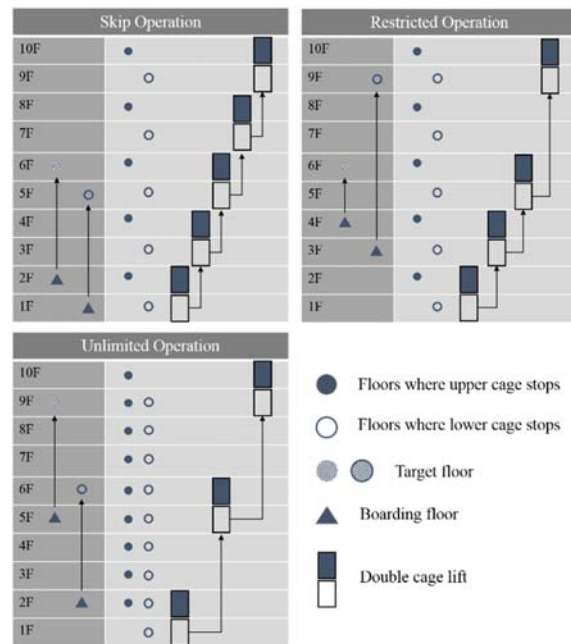 Skip Operation
10F
9F
8F
7F
6F
5F
4F
3F
2F
1F
Restricted Operation
10F
9F
8F
7F
6F
5F
4F
3F
2F
1F
Unlimited Operation
10F
9F
8F
7F
6F
5F
4F
3F
2F
1F
Floors where upper cage stops
Floors where lower cage stops
Target floor
Boarding floor
Double cage lift